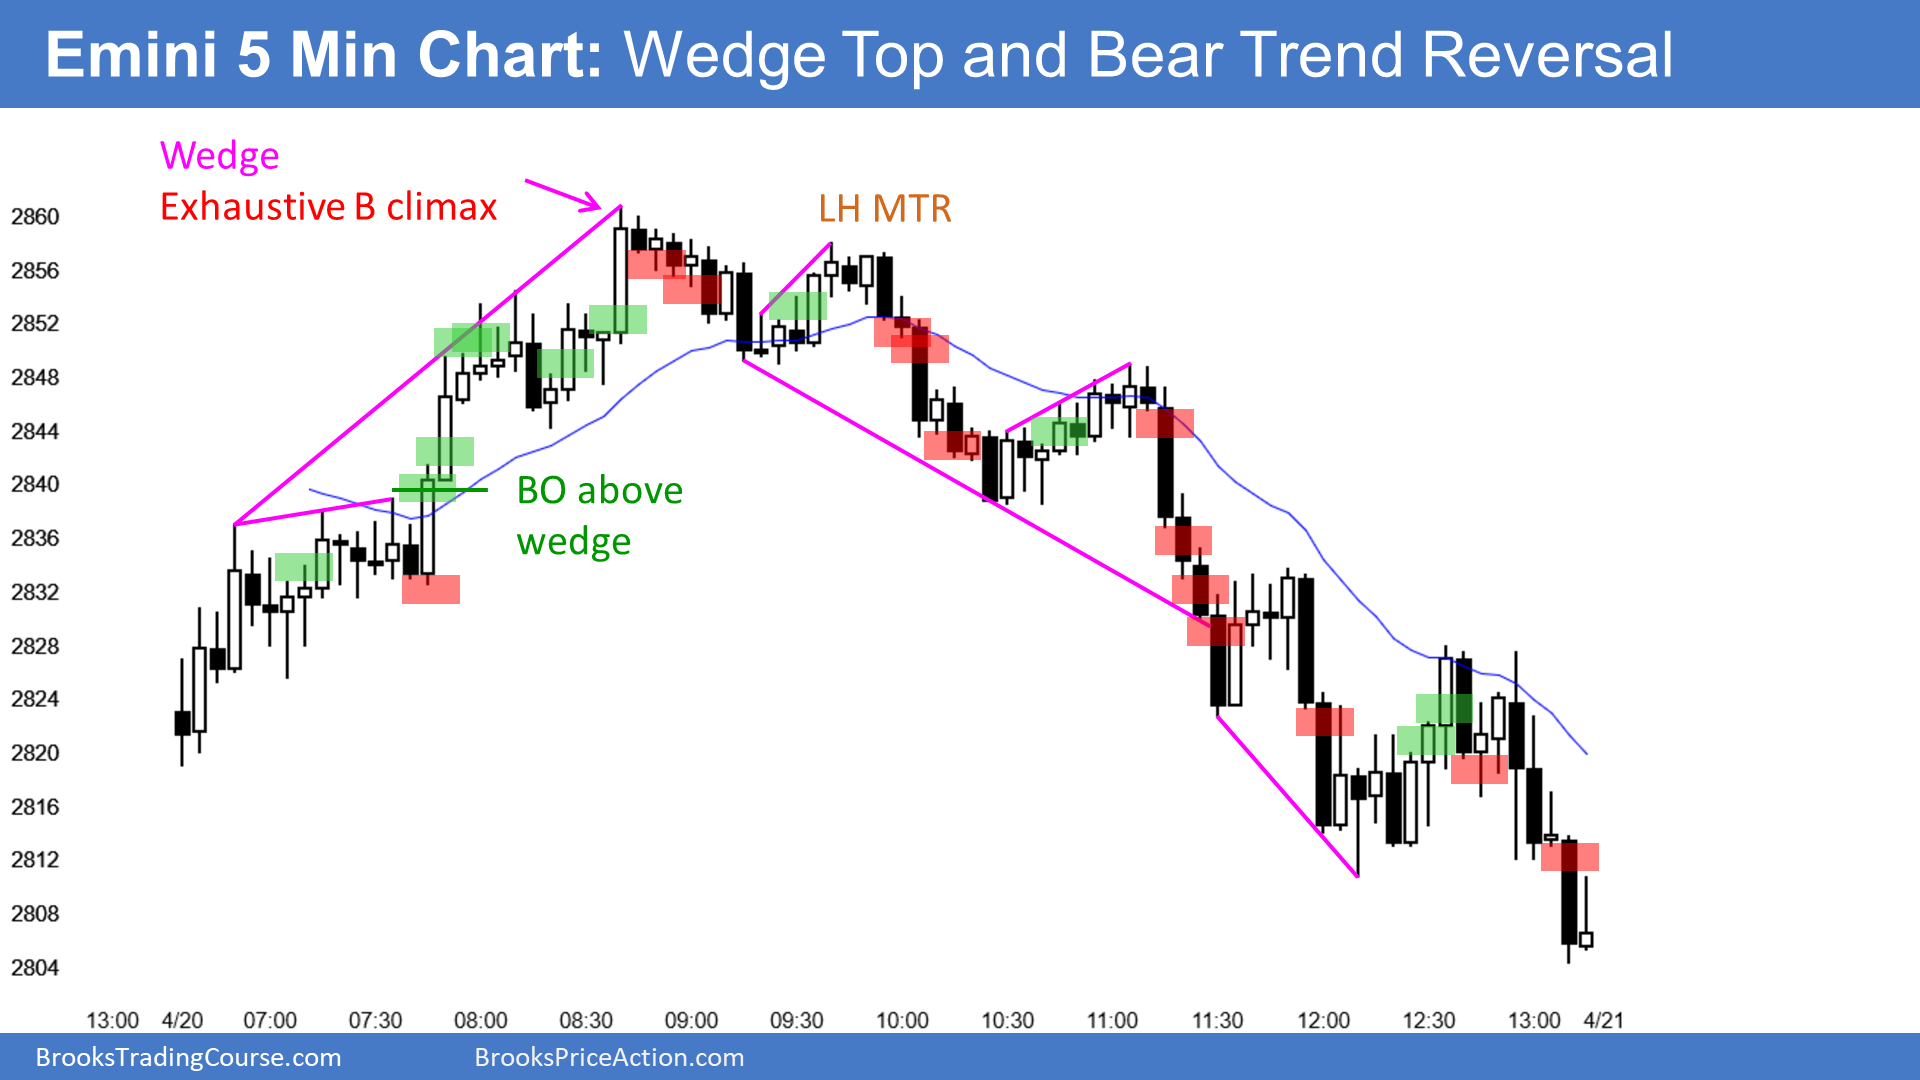 Emini 5 Min Chart: Wedge Top and Bear Trend Reversal
Wedge
Exhaustive B climax
LH MTR
BO above
wedge
2860
2856
2852
2848
2844
2840
2836
2832
2828
2824
2820
2816
2812
2808
2804
13:00 4/20 07:00 07:30 08:00 08:30 09:00 09:30 10:00 10:30 11:00 11:30 12:00 12:30 13:00 4/21
BrooksTradingCourse.com BrooksPriceAction.com